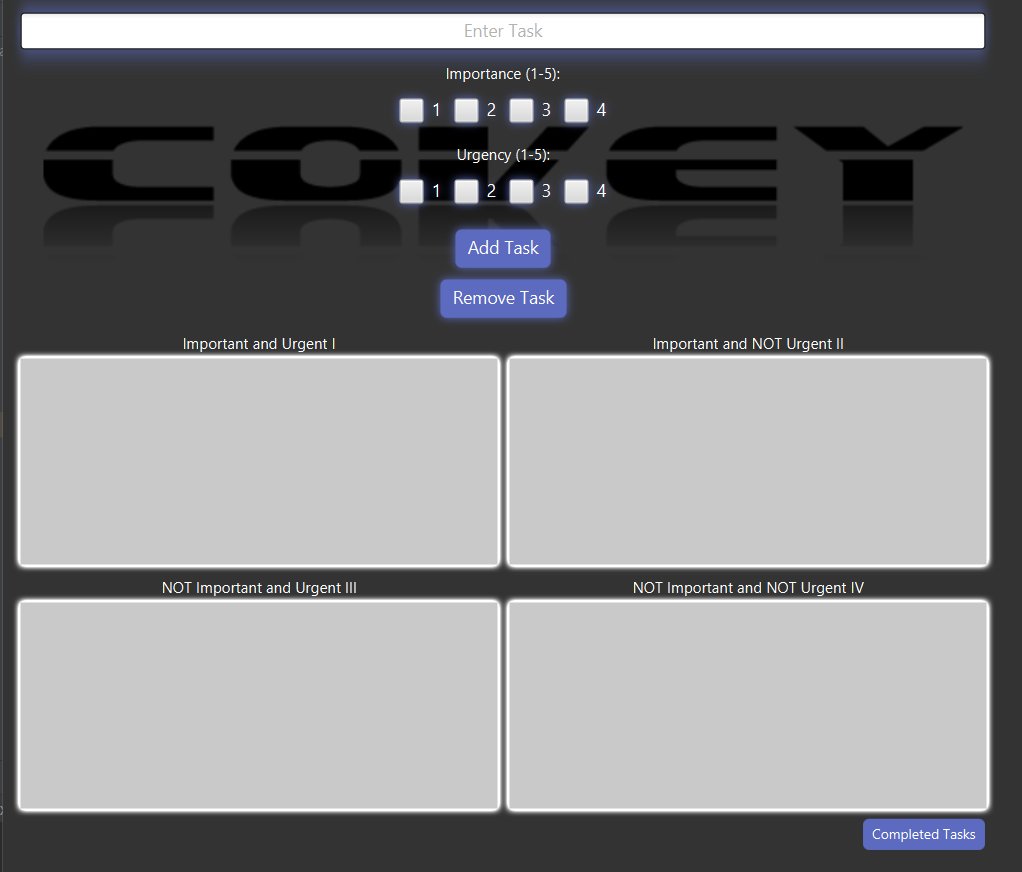 Enter Task
Importance (1-5):
1 2 3 4
COVEY
Urgency (1-5):
1 2 3 4
Add Task
Remove Task
Important and Urgent I
Important and NOT Urgent II
NOT Important and Urgent III
NOT Important and NOT Urgent IV
Completed Tasks